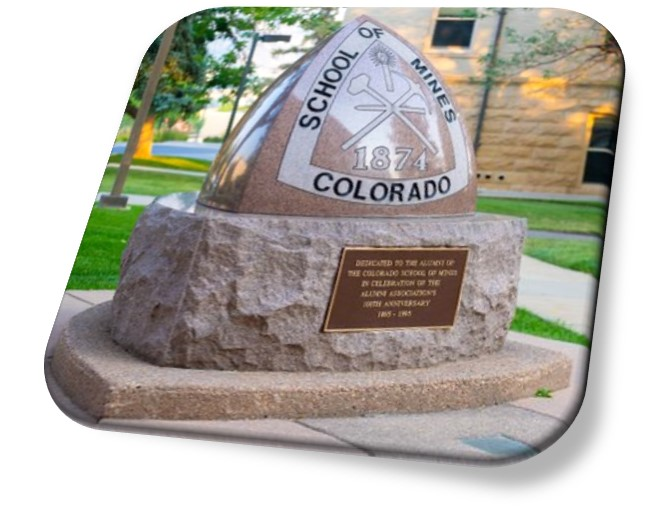 SCHOOL OF MINES
1874
COLORADO
DEDICATED TO THE ALUMNI OF
THE COLORADO SCHOOL OF MINES
IN CELEBRATION OF THE
ALUMNI ASSOCIATION'S
100TH ANNIVERSARY
1895 - 1995